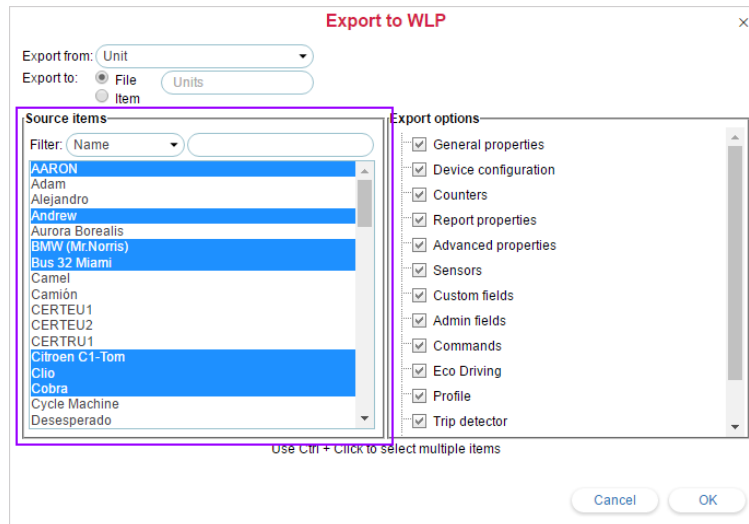 Export to WLP
×
Export from: Unit
Export to: File Units
Item
Source items
Filter: Name
AARON
Adam
Alejandro
Andrew
Aurora Borealis
BMW (Mr.Norris)
Bus 32 Miami
Camel
Camión
CERTEU1
CERTEU2
CERTRU1
Citroen C1-Tom
Clio
Cobra
Cycle Machine
Desesperado
Export options
General properties
Device configuration
Counters
Report properties
Advanced properties
Sensors
Custom fields
Admin fields
Commands
Eco Driving
Profile
Trip detector
Use Ctrl + Click to select multiple items
Cancel OK